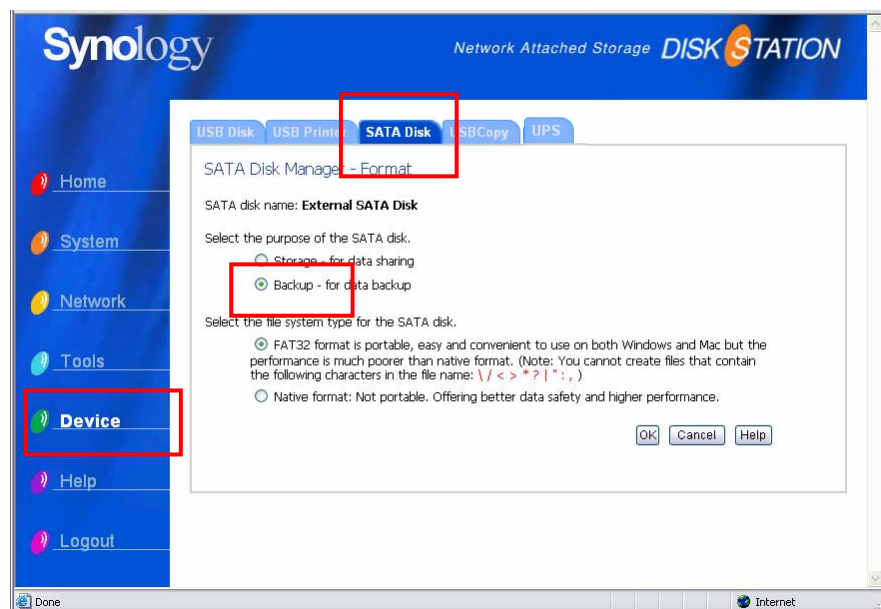 Synology
Network Attached Storage DISK STATION
USB Disk USB Printer SATA Disk USBCopy UPS
SATA Disk Manager - Format
SATA disk name: External SATA Disk
Select the purpose of the SATA disk.
Storage - for data sharing
Backup - for data backup
Select the file system type for the SATA disk.
FAT32 format is portable, easy and convenient to use on both Windows and Mac but the
performance is much poorer than native format. (Note: You cannot create files that contain
the following characters in the file name: \ / < > * ? | " : , )
Native format: Not portable. Offering better data safety and higher performance.
OK Cancel Help
Home
System
Network
Tools
Device
Help
Logout
Done
Internet